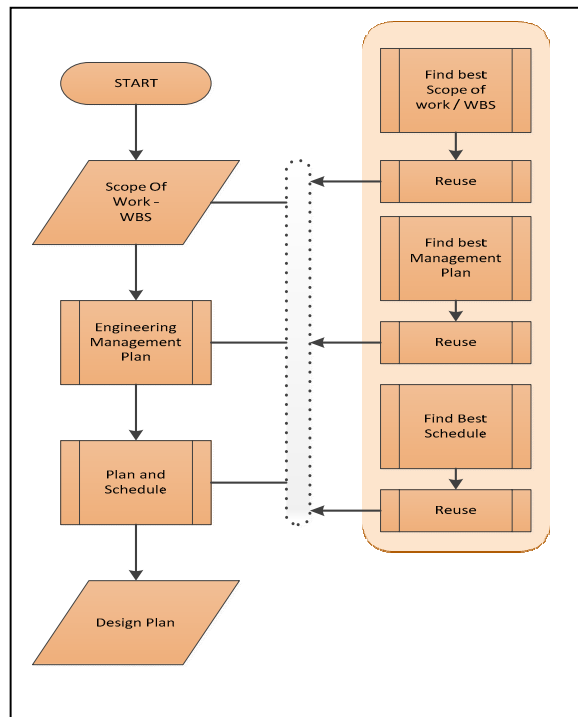 START
Scope Of
Work -
WBS
Engineering
Management
Plan
Plan and
Schedule
Design Plan
Find best
Scope of
work / WBS
Reuse
Find best
Management
Plan
Reuse
Find Best
Schedule
Reuse